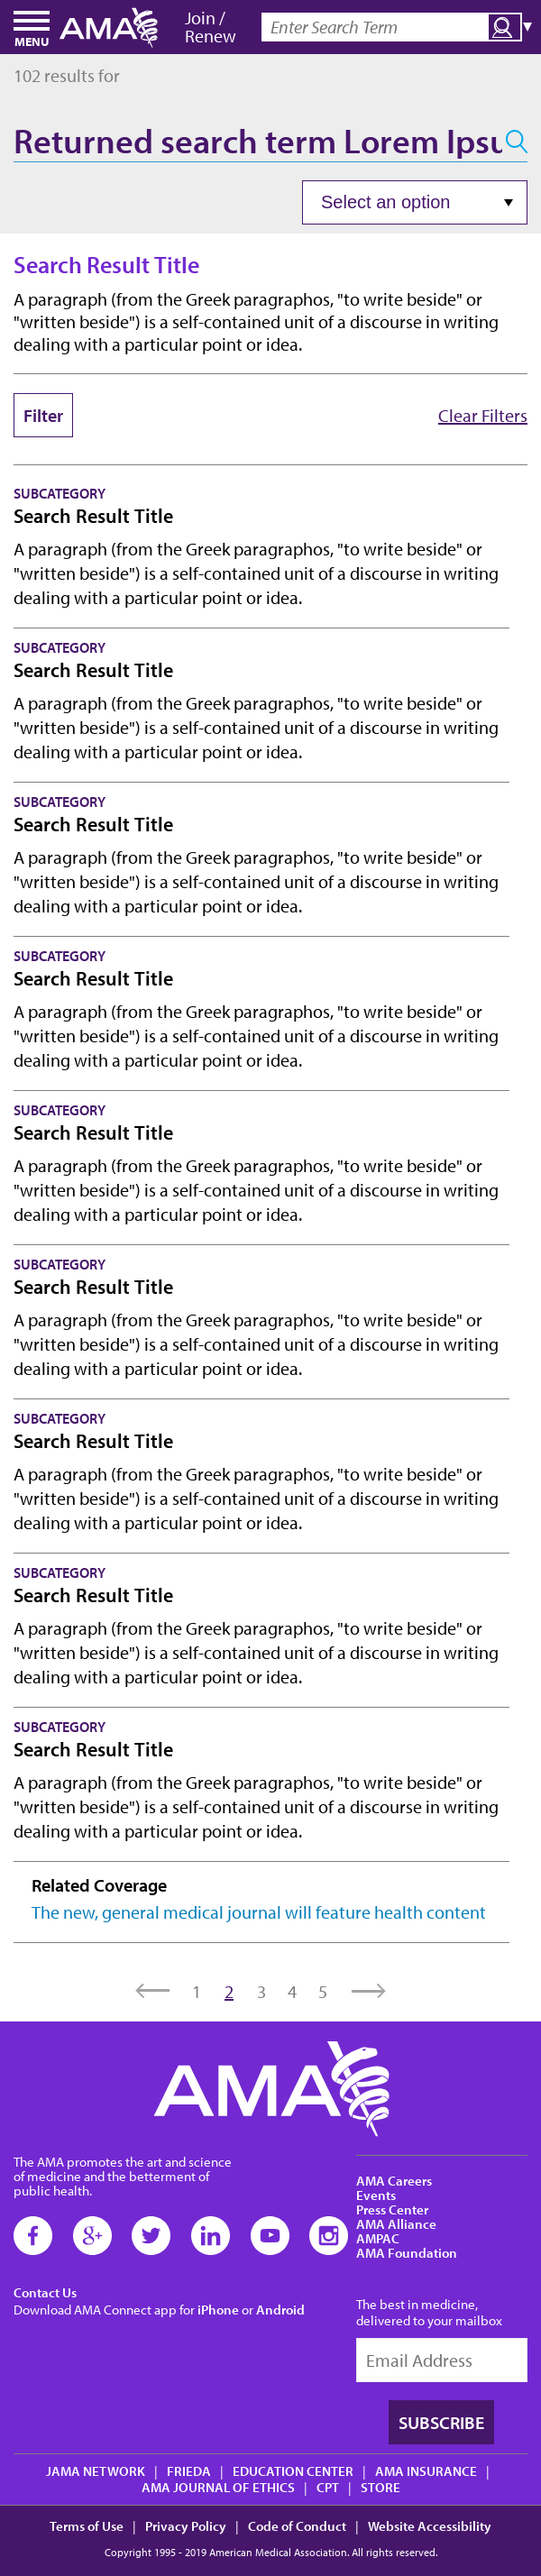 MENU
AMA
Join /
Renew
Enter Search Term
102 results for
Returned search term Lorem Ipsu
Select an option
Search Result Title
A paragraph (from the Greek paragraphos, "to write beside" or
"written beside") is a self-contained unit of a discourse in writing
dealing with a particular point or idea.
Filter
Clear Filters
SUBCATEGORY
Search Result Title
A paragraph (from the Greek paragraphos, "to write beside" or
"written beside") is a self-contained unit of a discourse in writing
dealing with a particular point or idea.
SUBCATEGORY
Search Result Title
A paragraph (from the Greek paragraphos, "to write beside" or
"written beside") is a self-contained unit of a discourse in writing
dealing with a particular point or idea.
SUBCATEGORY
Search Result Title
A paragraph (from the Greek paragraphos, "to write beside" or
"written beside") is a self-contained unit of a discourse in writing
dealing with a particular point or idea.
SUBCATEGORY
Search Result Title
A paragraph (from the Greek paragraphos, "to write beside" or
"written beside") is a self-contained unit of a discourse in writing
dealing with a particular point or idea.
SUBCATEGORY
Search Result Title
A paragraph (from the Greek paragraphos, "to write beside" or
"written beside") is a self-contained unit of a discourse in writing
dealing with a particular point or idea.
SUBCATEGORY
Search Result Title
A paragraph (from the Greek paragraphos, "to write beside" or
"written beside") is a self-contained unit of a discourse in writing
dealing with a particular point or idea.
SUBCATEGORY
Search Result Title
A paragraph (from the Greek paragraphos, "to write beside" or
"written beside") is a self-contained unit of a discourse in writing
dealing with a particular point or idea.
SUBCATEGORY
Search Result Title
A paragraph (from the Greek paragraphos, "to write beside" or
"written beside") is a self-contained unit of a discourse in writing
dealing with a particular point or idea.
SUBCATEGORY
Search Result Title
A paragraph (from the Greek paragraphos, "to write beside" or
"written beside") is a self-contained unit of a discourse in writing
dealing with a particular point or idea.
Related Coverage
The new, general medical journal will feature health content
1 2 3 4 5
AMA
The AMA promotes the art and science
of medicine and the betterment of
public health.
Contact Us
Download AMA Connect app for iPhone or Android
AMA Careers
Events
Press Center
AMA Alliance
AMPAC
AMA Foundation
The best in medicine,
delivered to your mailbox
Email Address
SUBSCRIBE
JAMA NETWORK | FRIEDA | EDUCATION CENTER | AMA INSURANCE |
AMA JOURNAL OF ETHICS | CPT | STORE
Terms of Use | Privacy Policy | Code of Conduct | Website Accessibility
Copyright 1995 - 2019 American Medical Association. All rights reserved.